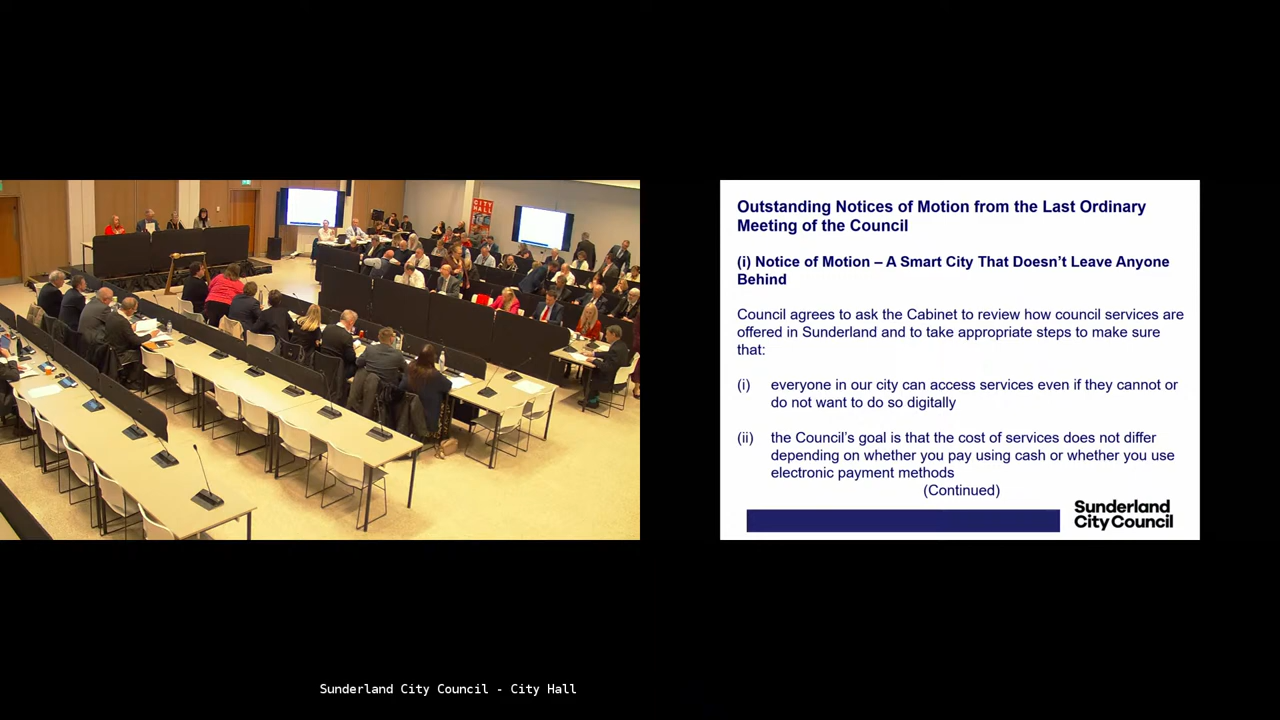 CITY
HALL
Outstanding Notices of Motion from the Last Ordinary
Meeting of the Council
(i) Notice of Motion – A Smart City That Doesn’t Leave Anyone
Behind
Council agrees to ask the Cabinet to review how council services are
offered in Sunderland and to take appropriate steps to make sure
that:
(i) everyone in our city can access services even if they cannot or
do not want to do so digitally
(ii) the Council’s goal is that the cost of services does not differ
depending on whether you pay using cash or whether you use
electronic payment methods
(Continued)
Sunderland
City Council
Sunderland City Council - City Hall